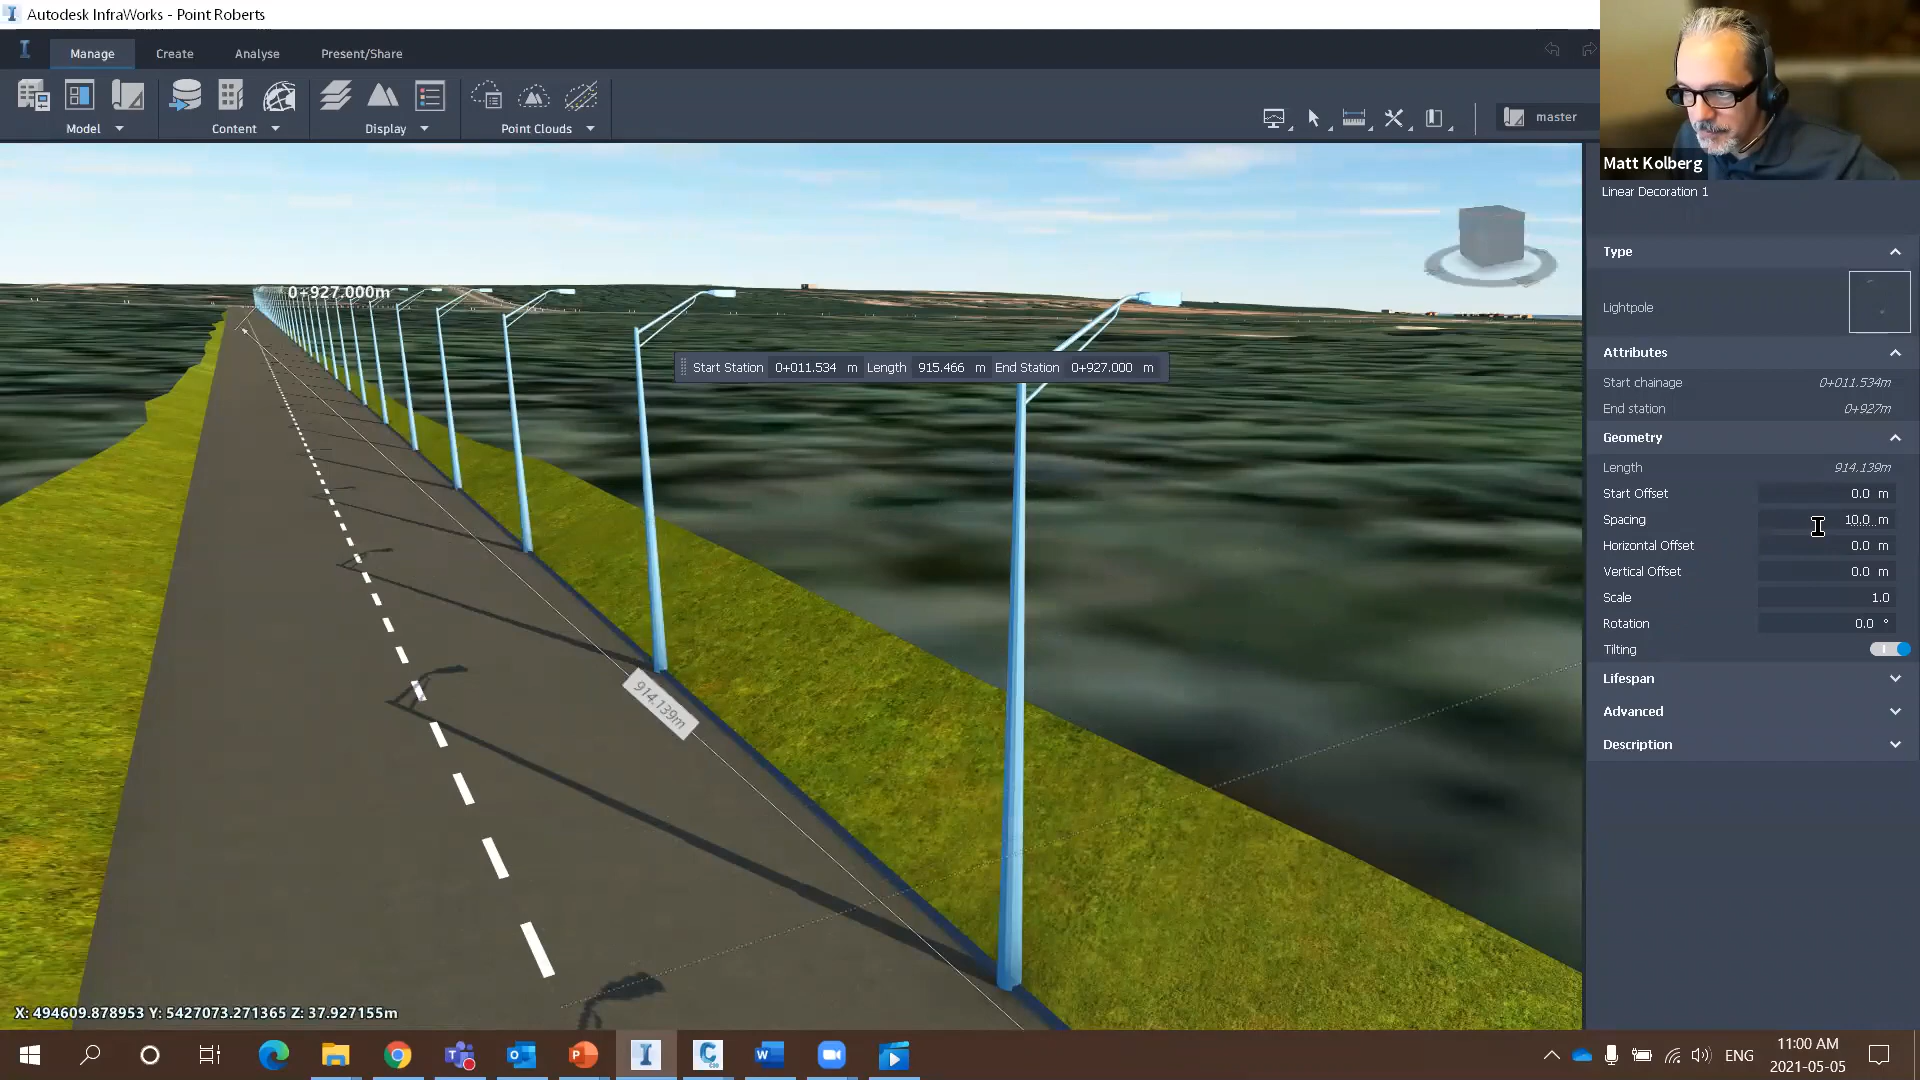 Autodesk InfraWorks - Point Roberts
Manage Create Analyse Present/Share
Model Content Display Point Clouds
master
Matt Kolberg
Linear Decoration 1
Type
Lightpole
Attributes
Start chainage 0+011.534m
End station 0+927m
Geometry
Length 914.139m
Start Offset 0.0 m
Spacing 10.0 m
Horizontal Offset 0.0 m
Vertical Offset 0.0 m
Scale 1.0
Rotation 0.0 °
Tilting
Lifespan
Advanced
Description
0+927.000m
Start Station 0+011.534 m Length 915.466 m End Station 0+927.000 m
914.139m
X: 494609.878953 Y: 5427073.271365 Z: 37.927155m
ENG
11:00 AM
2021-05-05